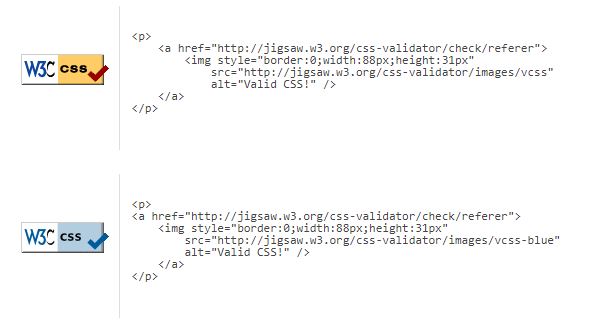 W3C css
<p>
    <a href="http://jigsaw.w3.org/css-validator/check/referer">
        <img style="border:0;width:88px;height:31px"
            src="http://jigsaw.w3.org/css-validator/images/vcss"
            alt="Valid CSS!" />
    </a>
</p>
W3C css
<p>
<a href="http://jigsaw.w3.org/css-validator/check/referer">
    <img style="border:0;width:88px;height:31px"
        src="http://jigsaw.w3.org/css-validator/images/vcss-blue"
        alt="Valid CSS!" />
    </a>
</p>